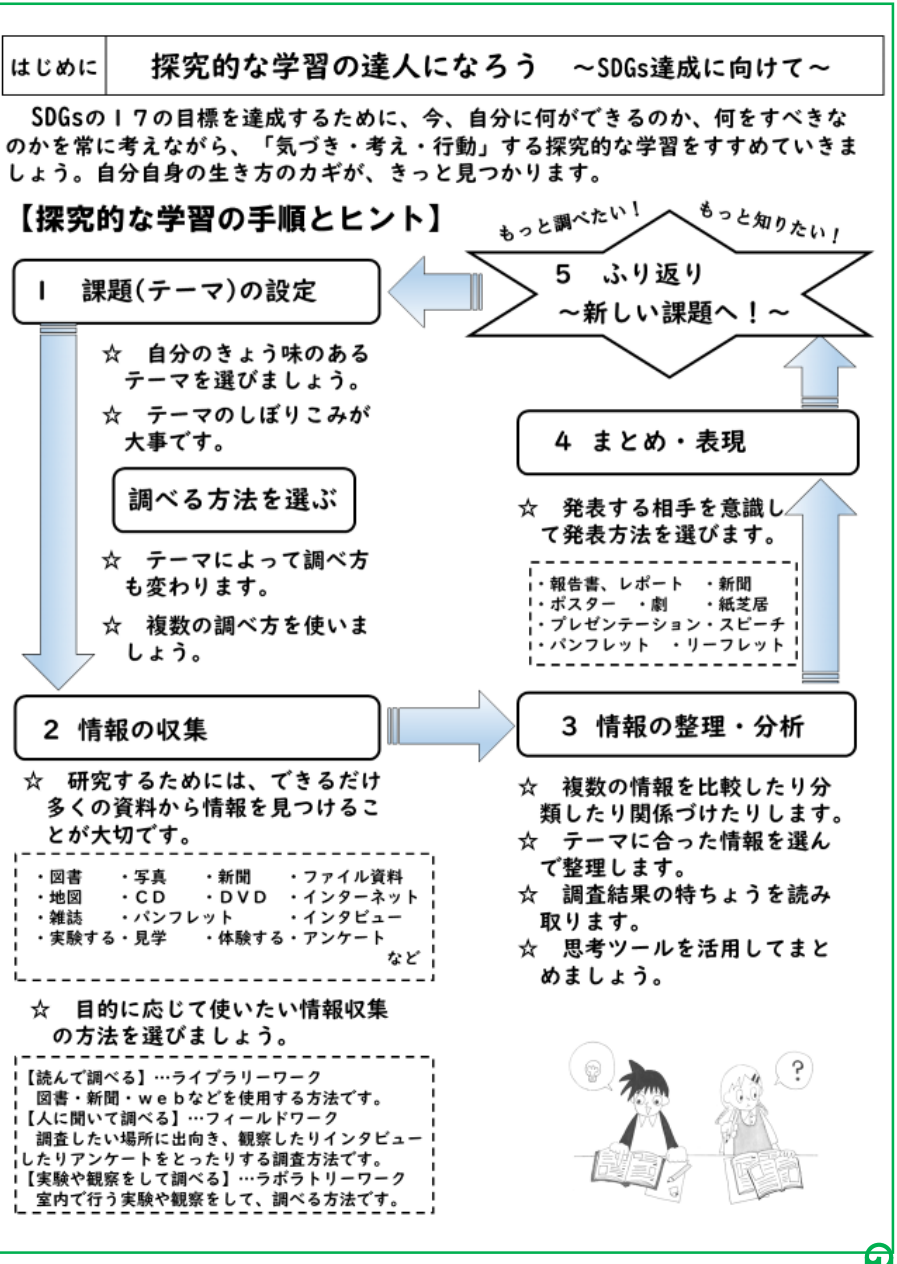 はじめに
探究的な学習の達人になろう　～SDGs達成に向けて～
SDGsの１７の目標を達成するために、今、自分に何ができるのか、何をすべきな
のかを常に考えながら、「気づき・考え・行動」する探究的な学習をすすめていきま
しょう。自分自身の生き方のカギが、きっと見つかります。
【探究的な学習の手順とヒント】
もっと調べたい！
もっと知りたい！
１　課題(テーマ)の設定
☆　自分のきょう味のある
テーマを選びましょう。
☆　テーマのしぼりこみが
大事です。
調べる方法を選ぶ
☆　テーマによって調べ方
も変わります。
☆　複数の調べ方を使いま
しょう。
２ 情報の収集
☆　研究するためには、できるだけ
多くの資料から情報を見つけるこ
とが大切です。
・図書　・写真　・新聞　・ファイル資料
・地図　・ＣＤ　・ＤＶＤ　・インターネット
・雑誌　・パンフレット　・インタビュー
・実験する・見学　・体験する・アンケート
など
☆　目的に応じて使いたい情報収集
の方法を選びましょう。
【読んで調べる】…ライブラリーワーク
図書・新聞・ｗｅｂなどを使用する方法です。
【人に聞いて調べる】…フィールドワーク
調査したい場所に出向き、観察したりインタビュー
したりアンケートをとったりする調査方法です。
【実験や観察をして調べる】…ラボラトリーワーク
室内で行う実験や観察をして、調べる方法です。
３ 情報の整理・分析
☆　複数の情報を比較したり分
類したり関係づけたりします。
☆　テーマに合った情報を選ん
で整理します。
☆　調査結果の特ちょうを読み
取ります。
☆　思考ツールを活用してまと
めましょう。
４ まとめ・表現
☆　発表する相手を意識し
て発表方法を選びます。
・報告書、レポート　・新聞
・ポスター　・劇　・紙芝居
・プレゼンテーション・スピーチ
・パンフレット　・リーフレット
５　ふり返り
～新しい課題へ！～
?